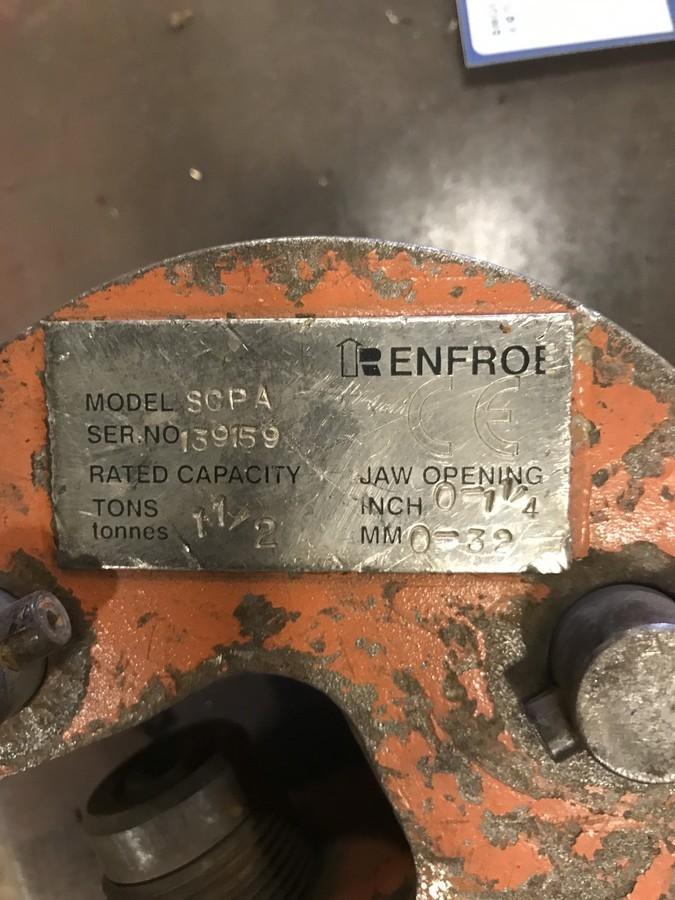 RENFROE
MODEL SCPA
CE
SER.NO 139159
RATED CAPACITY
JAW OPENING
TONS
tonnes
1 1/2
INCH 0-1 1/4
MM 0-32